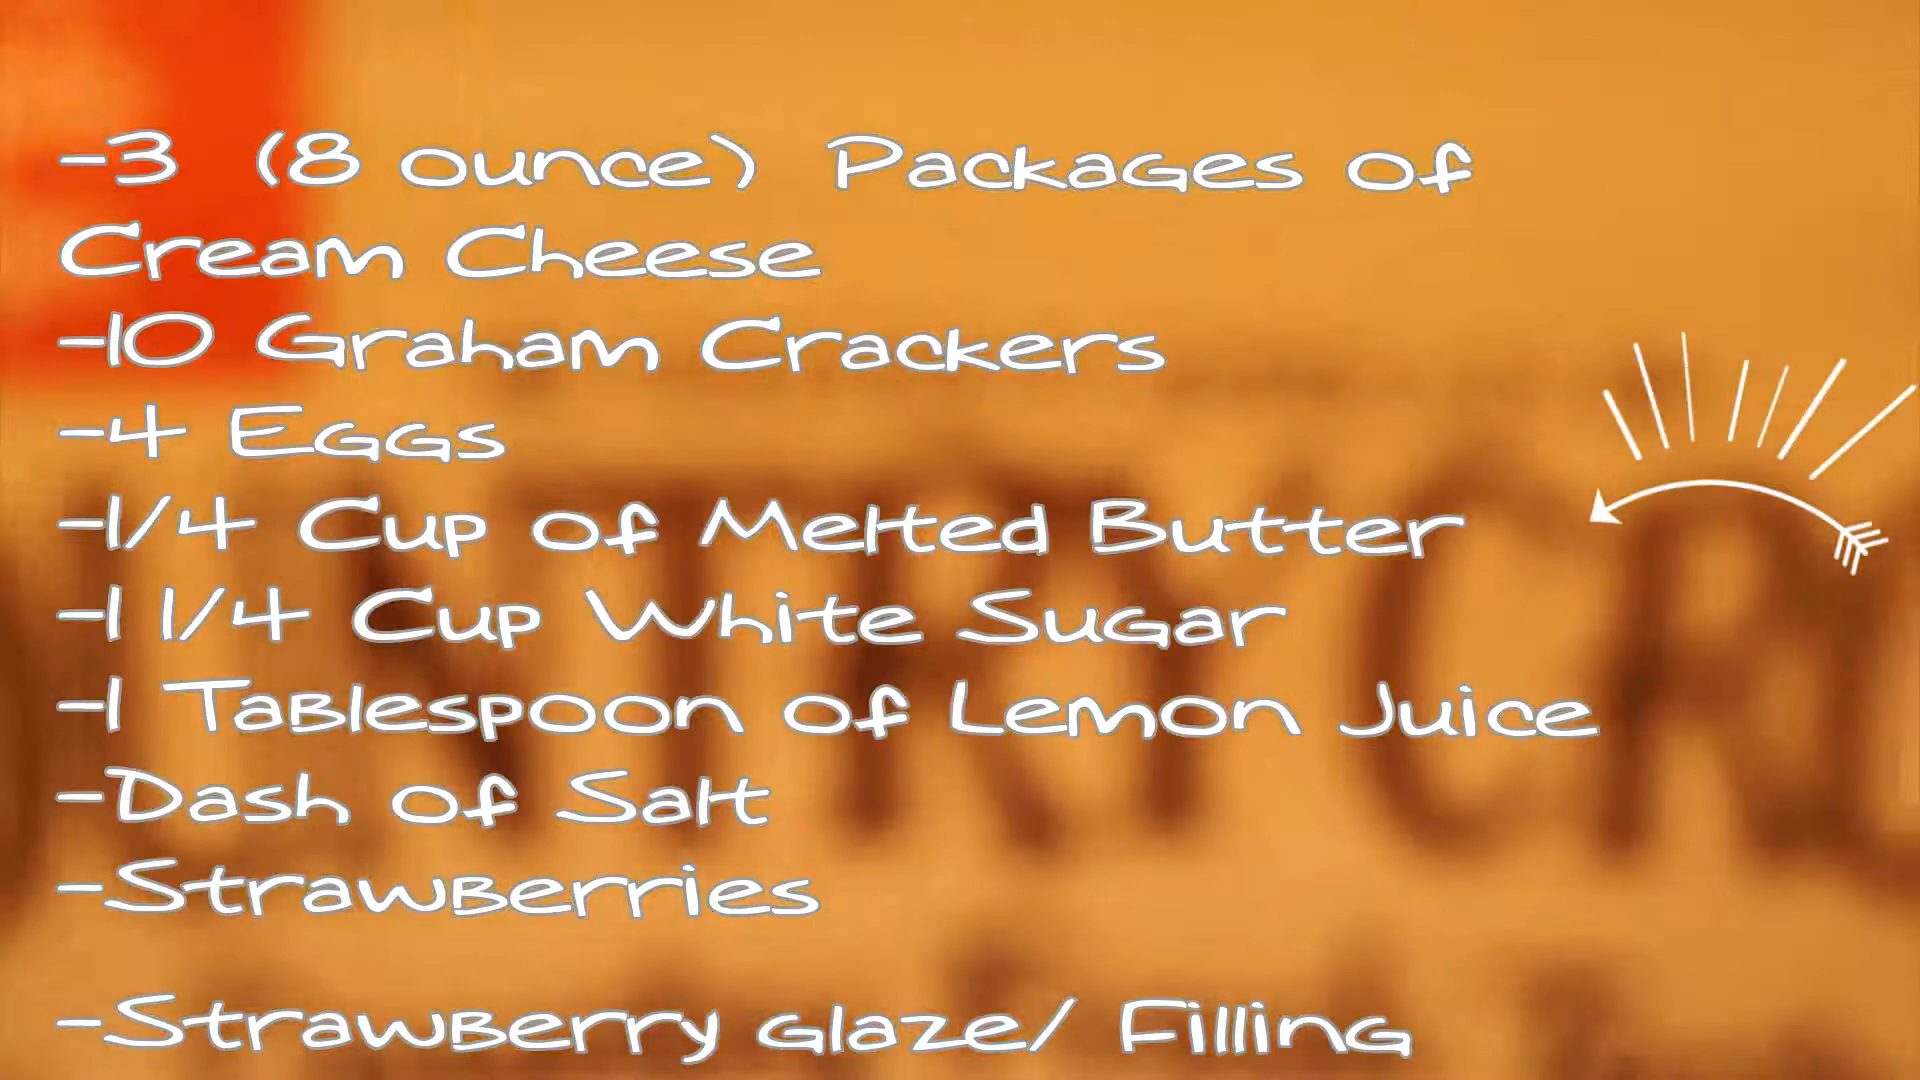 -3 (8 ounce) Packages of
Cream Cheese
-10 Graham Crackers
-4 Eggs
-1/4 Cup of Melted Butter
-1 1/4 Cup White Sugar
-1 Tablespoon of Lemon Juice
-Dash of Salt
-Strawberries
-Strawberry Glaze/ Filling